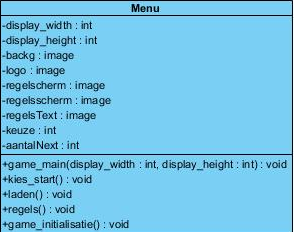 Menu
-display_width : int
-display_height : int
-backg : image
-logo : image
-regelscherm : image
-regelsscherm : image
-regelsText : image
-keuze : int
-aantalNext : int
+game_main(display_width : int, display_height : int) : void
+kies_start() : void
+laden() : void
+regels() : void
+game_initialisatie() : void